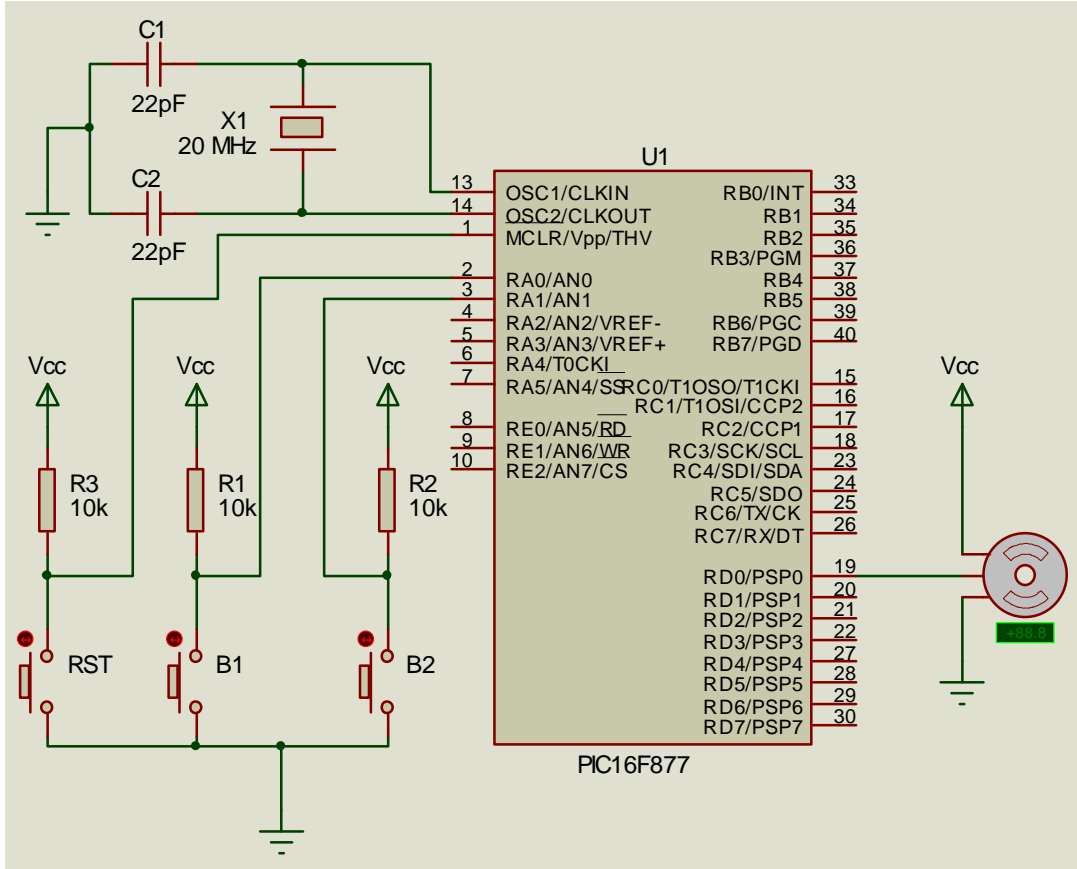 C1
22pF
X1
20 MHz
C2
22pF
U1
13 OSC1/CLKIN
14 OSC2/CLKOUT
1 MCLR/Vpp/THV
2 RA0/AN0
3 RA1/AN1
4 RA2/AN2/VREF-
5 RA3/AN3/VREF+
6 RA4/T0CKI
7 RA5/AN4/SS
8 RE0/AN5/RD
9 RE1/AN6/WR
10 RE2/AN7/CS
RB0/INT 33
RB1 34
RB2 35
RB3/PGM 36
RB4 37
RB5 38
RB6/PGC 39
RB7/PGD 40
RC0/T1OSO/T1CKI 15
RC1/T1OSI/CCP2 16
RC2/CCP1 17
RC3/SCK/SCL 18
RC4/SDI/SDA 23
RC5/SDO 24
RC6/TX/CK 25
RC7/RX/DT 26
RD0/PSP0 19
RD1/PSP1 20
RD2/PSP2 21
RD3/PSP3 22
RD4/PSP4 27
RD5/PSP5 28
RD6/PSP6 29
RD7/PSP7 30
PIC16F877
Vcc
Vcc
Vcc
Vcc
R3
10k
R1
10k
R2
10k
RST
B1
B2
+88.8